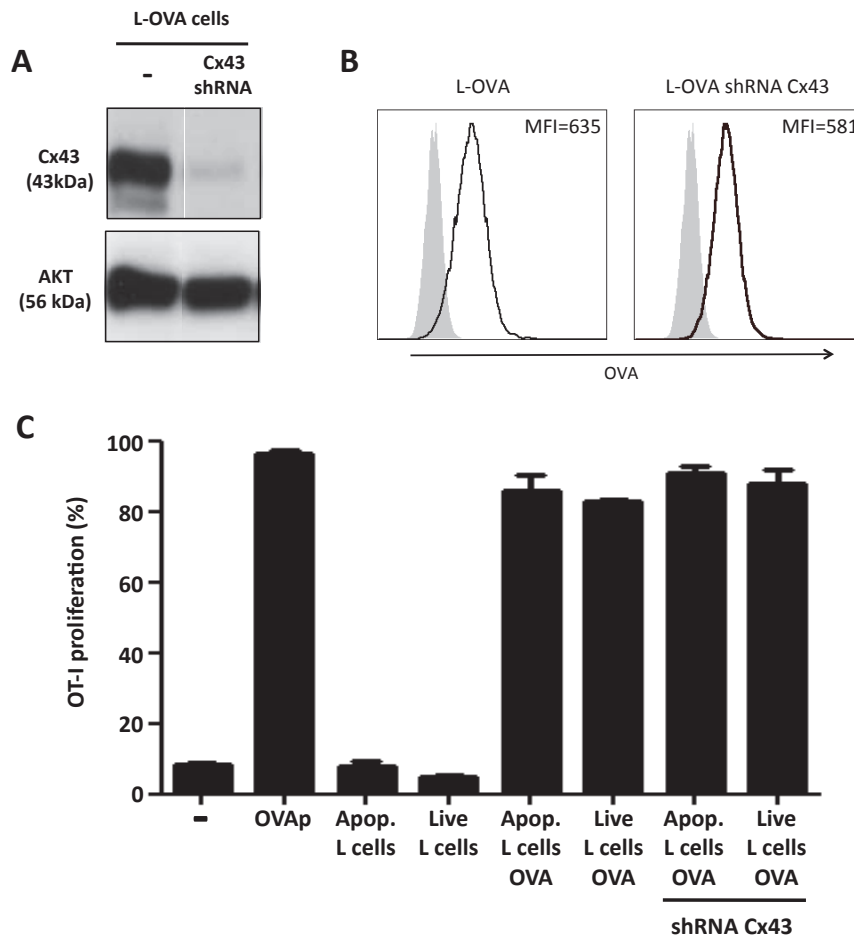 L-OVA cells
A
-
Cx43
shRNA
Cx43
(43kDa)
AKT
(56 kDa)
B
L-OVA
L-OVA shRNA Cx43
MFI=635
MFI=581
OVA
C
OT-I proliferation (%)
100
80
60
40
20
0
-
OVAp
Apop.
L cells
Live
L cells
Apop.
L cells
OVA
Live
L cells
OVA
Apop.
L cells
OVA
Live
L cells
OVA
shRNA Cx43